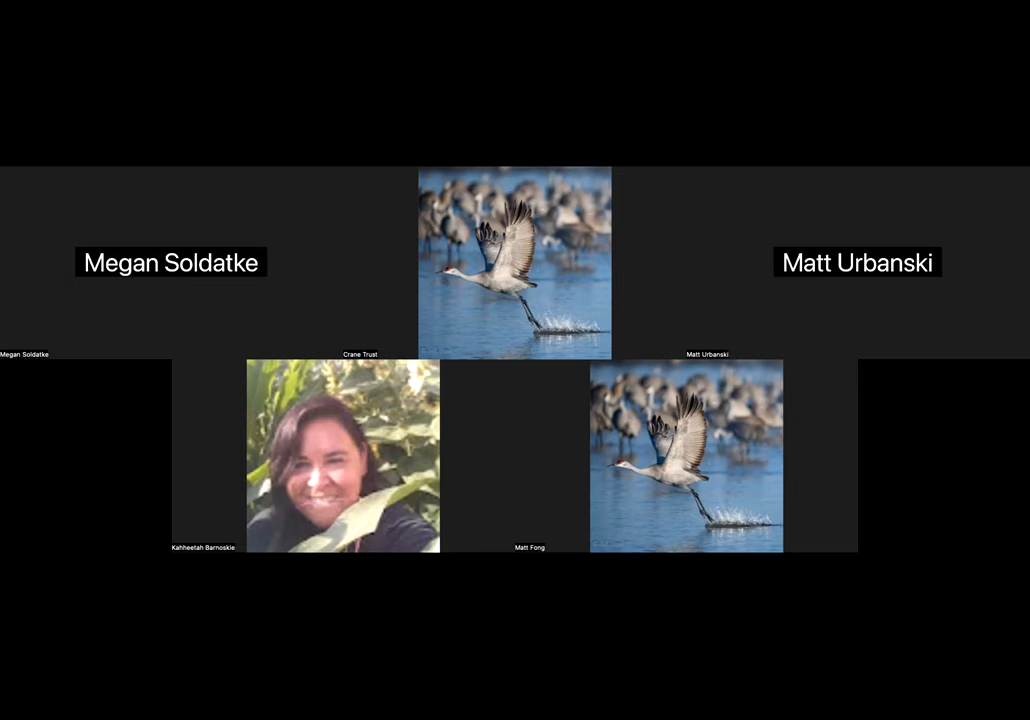 Megan Soldatke
Matt Urbanski
Megan Soldatke
Crane Trust
Matt Urbanski
Kahheetah Barnoskie
Matt Fong